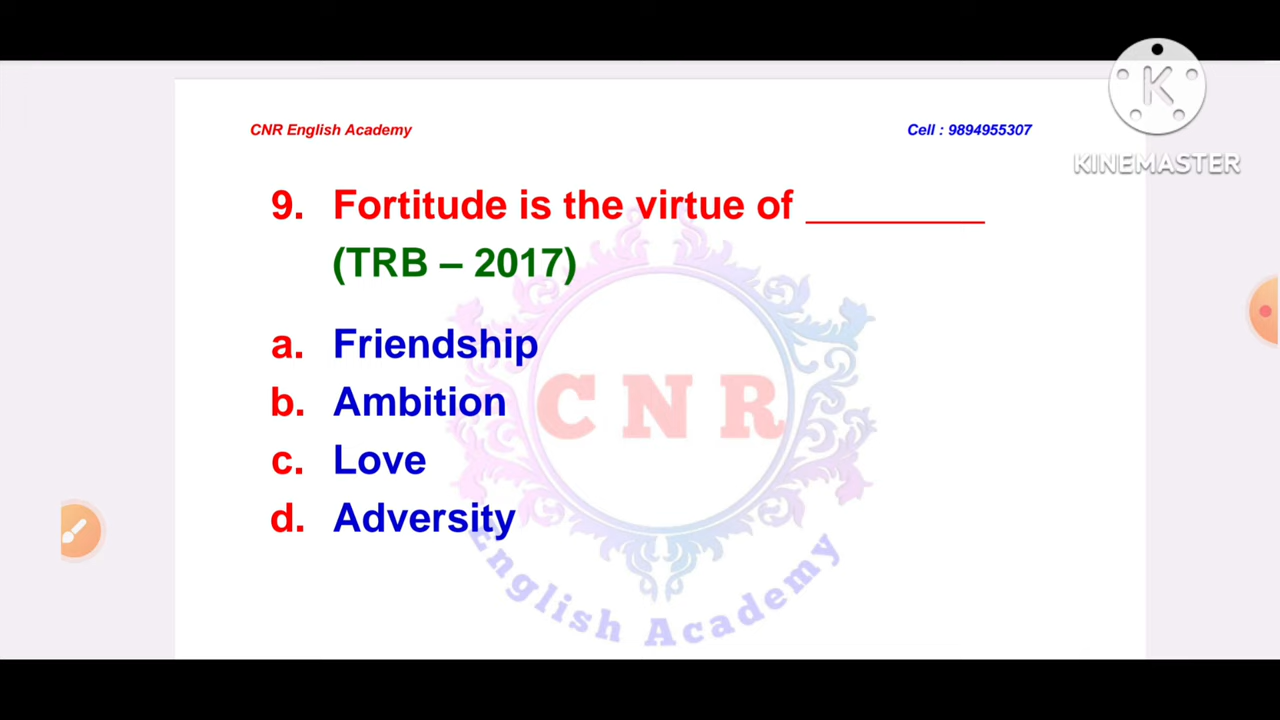 K
KINEMASTER
CNR English Academy
Cell : 9894955307
9. Fortitude is the virtue of _________
(TRB – 2017)
a. Friendship
b. Ambition
c. Love
d. Adversity
CNR
English Academy